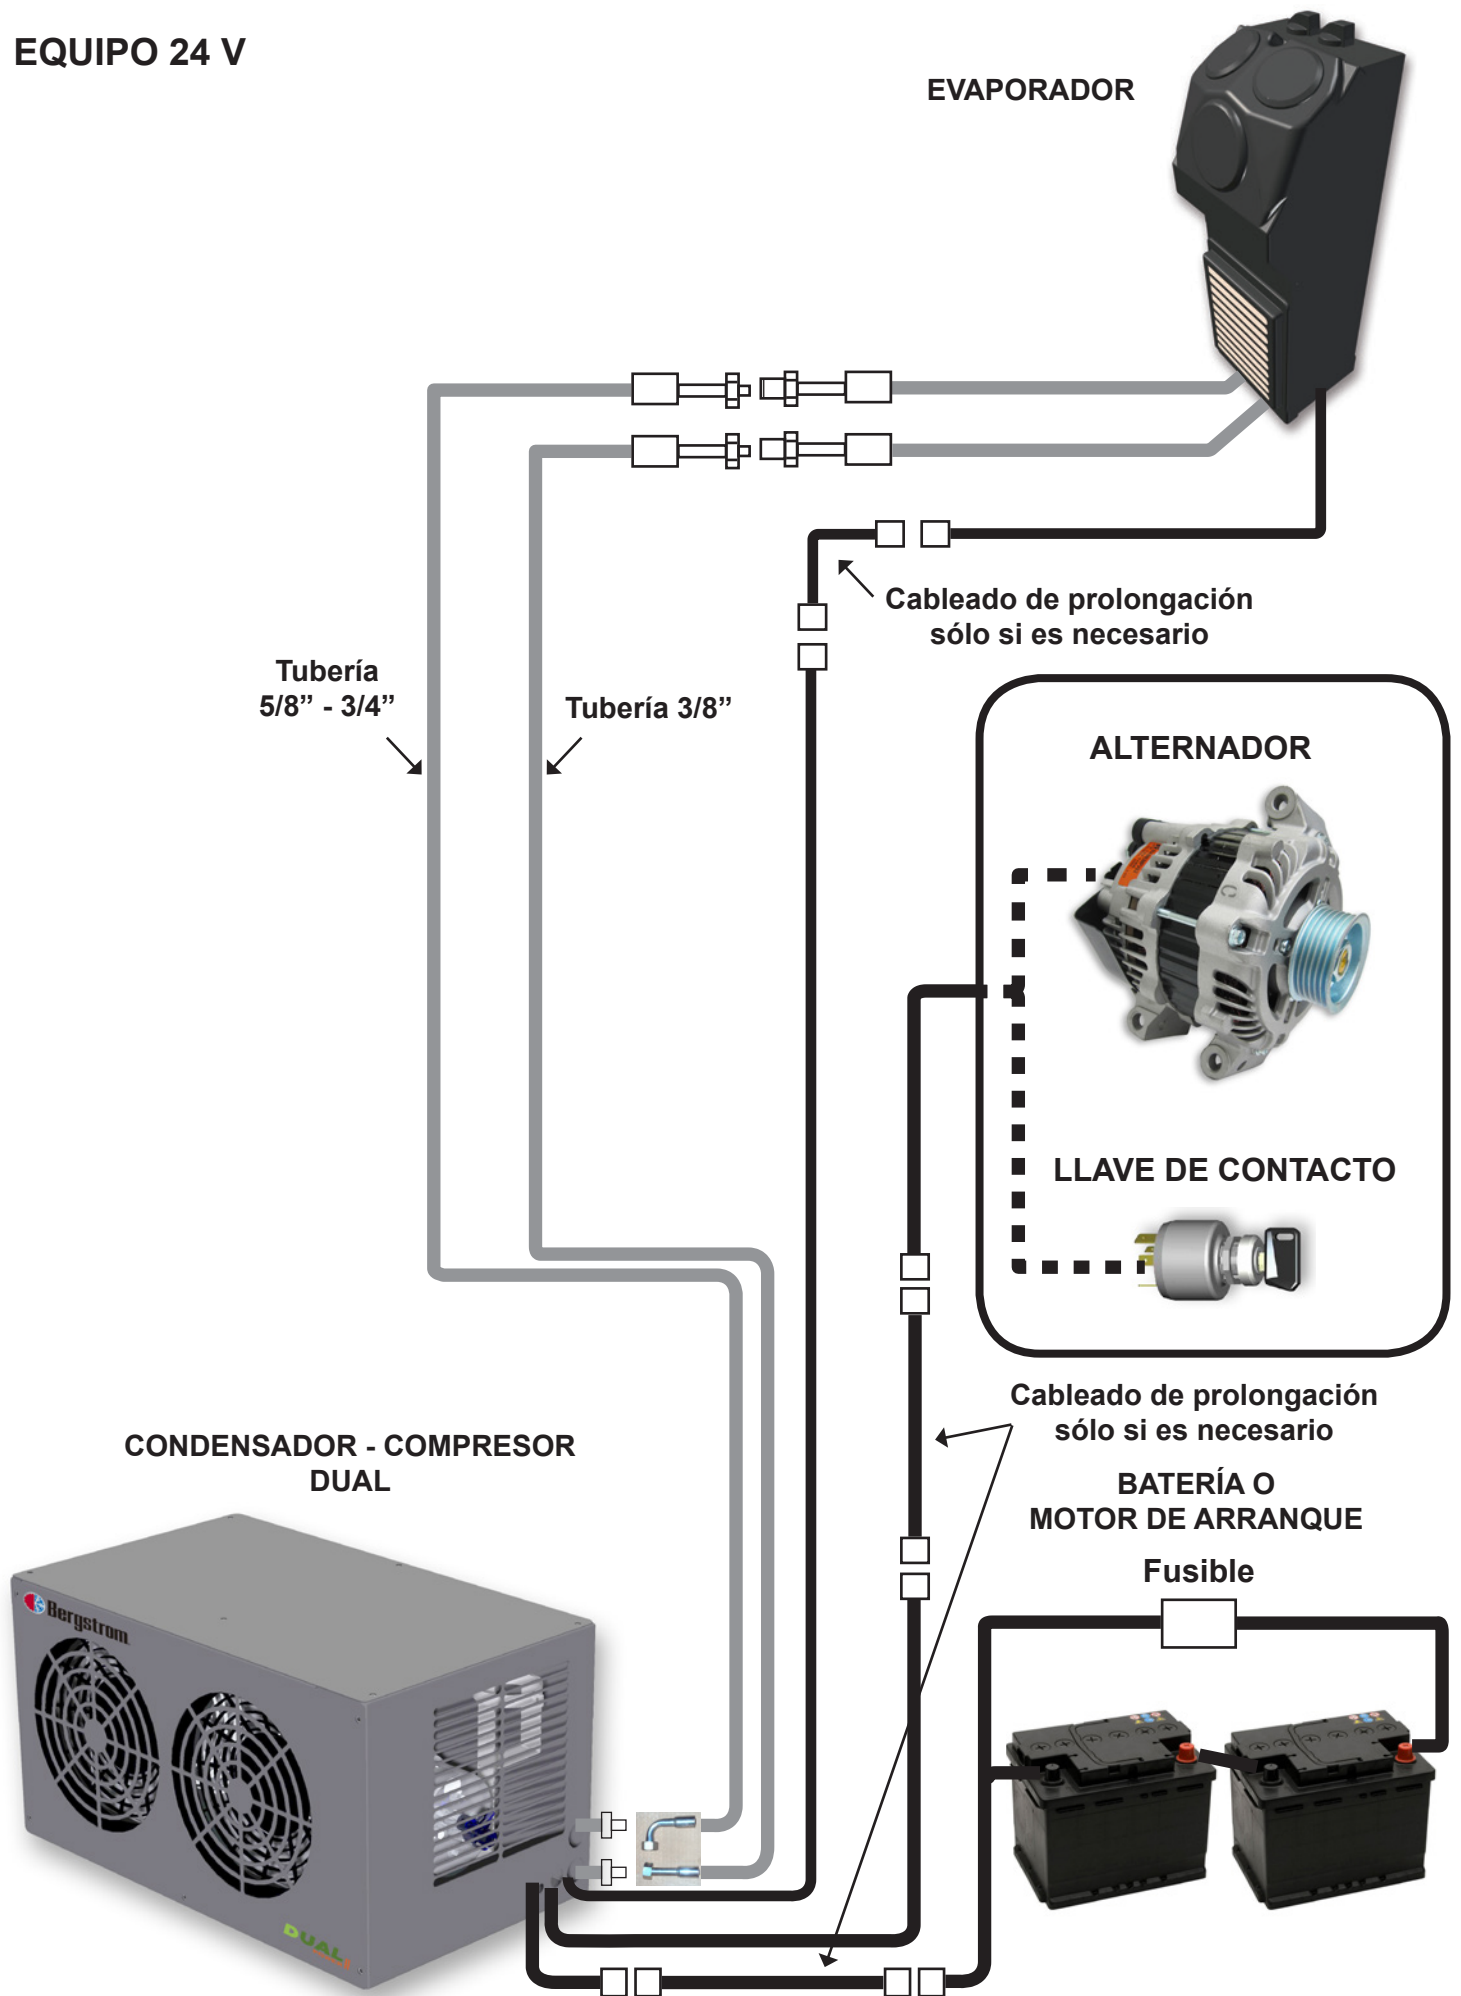 EQUIPO 24 V
EVAPORADOR
Cableado de prolongación
sólo si es necesario
Tubería
5/8” - 3/4”
Tubería 3/8”
ALTERNADOR
LLAVE DE CONTACTO
Cableado de prolongación
sólo si es necesario
CONDENSADOR - COMPRESOR
DUAL
BATERÍA O
MOTOR DE ARRANQUE
Fusible
Bergstrom
DUAL